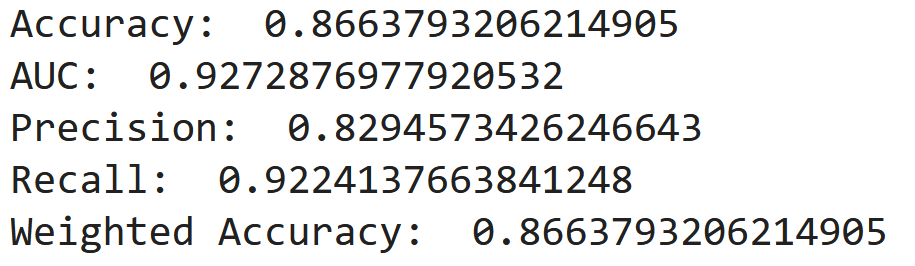 Accuracy:  0.8663793206214905
AUC:  0.9272876977920532
Precision:  0.8294573426246643
Recall:  0.9224137663841248
Weighted Accuracy:  0.8663793206214905